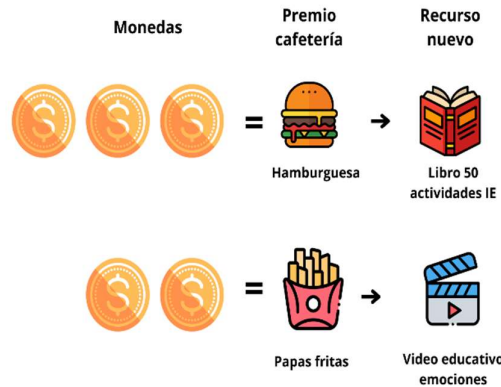 Monedas
Premio
cafetería
Recurso
nuevo
$ $ $ =
Hamburguesa
Libro 50
actividades IE
$ $ =
Papas fritas
Video educativo
emociones